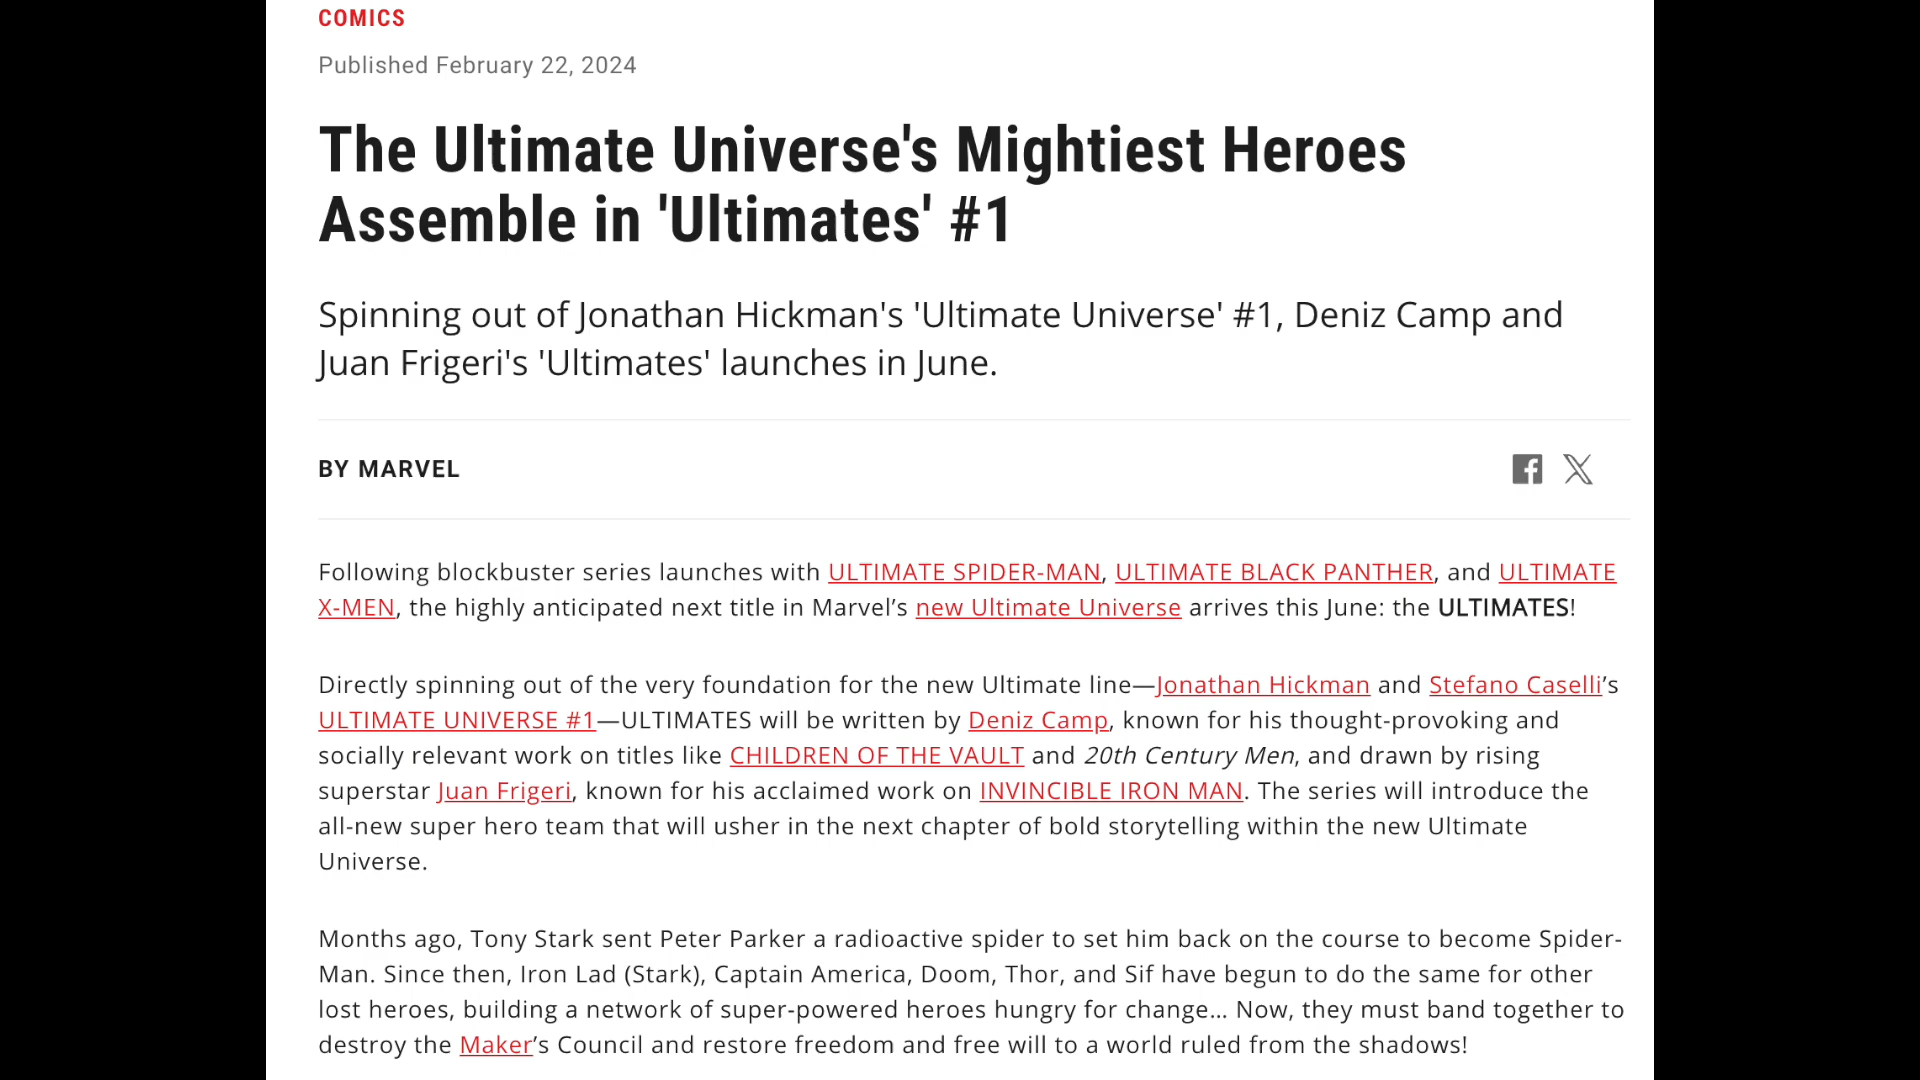 COMICS
Published February 22, 2024
The Ultimate Universe's Mightiest Heroes
Assemble in 'Ultimates' #1
Spinning out of Jonathan Hickman's 'Ultimate Universe' #1, Deniz Camp and
Juan Frigeri's 'Ultimates' launches in June.
BY MARVEL
Following blockbuster series launches with ULTIMATE SPIDER-MAN, ULTIMATE BLACK PANTHER, and ULTIMATE
X-MEN, the highly anticipated next title in Marvel’s new Ultimate Universe arrives this June: the ULTIMATES!
Directly spinning out of the very foundation for the new Ultimate line—Jonathan Hickman and Stefano Caselli’s
ULTIMATE UNIVERSE #1—ULTIMATES will be written by Deniz Camp, known for his thought-provoking and
socially relevant work on titles like CHILDREN OF THE VAULT and 20th Century Men, and drawn by rising
superstar Juan Frigeri, known for his acclaimed work on INVINCIBLE IRON MAN. The series will introduce the
all-new super hero team that will usher in the next chapter of bold storytelling within the new Ultimate
Universe.
Months ago, Tony Stark sent Peter Parker a radioactive spider to set him back on the course to become Spider-
Man. Since then, Iron Lad (Stark), Captain America, Doom, Thor, and Sif have begun to do the same for other
lost heroes, building a network of super-powered heroes hungry for change… Now, they must band together to
destroy the Maker’s Council and restore freedom and free will to a world ruled from the shadows!